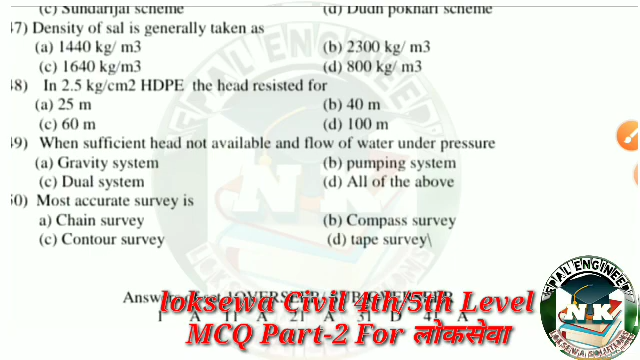 (c) Sundarijal scheme (d) Dudh pokhari scheme
47) Density of sal is generally taken as
(a) 1440 kg/ m3 (b) 2300 kg/ m3
(c) 1640 kg/m3 (d) 800 kg/ m3
48) In 2.5 kg/cm2 HDPE the head resisted for
(a) 25 m (b) 40 m
(c) 60 m (d) 100 m
49) When sufficient head not available and flow of water under pressure
(a) Gravity system (b) pumping system
(c) Dual system (d) All of the above
50) Most accurate survey is
a) Chain survey (b) Compass survey
(c) Contour survey (d) tape survey\
loksewa Civil 4th/5th Level
MCQ Part-2 For लोकसेवा
NEPAL ENGINEER
NK